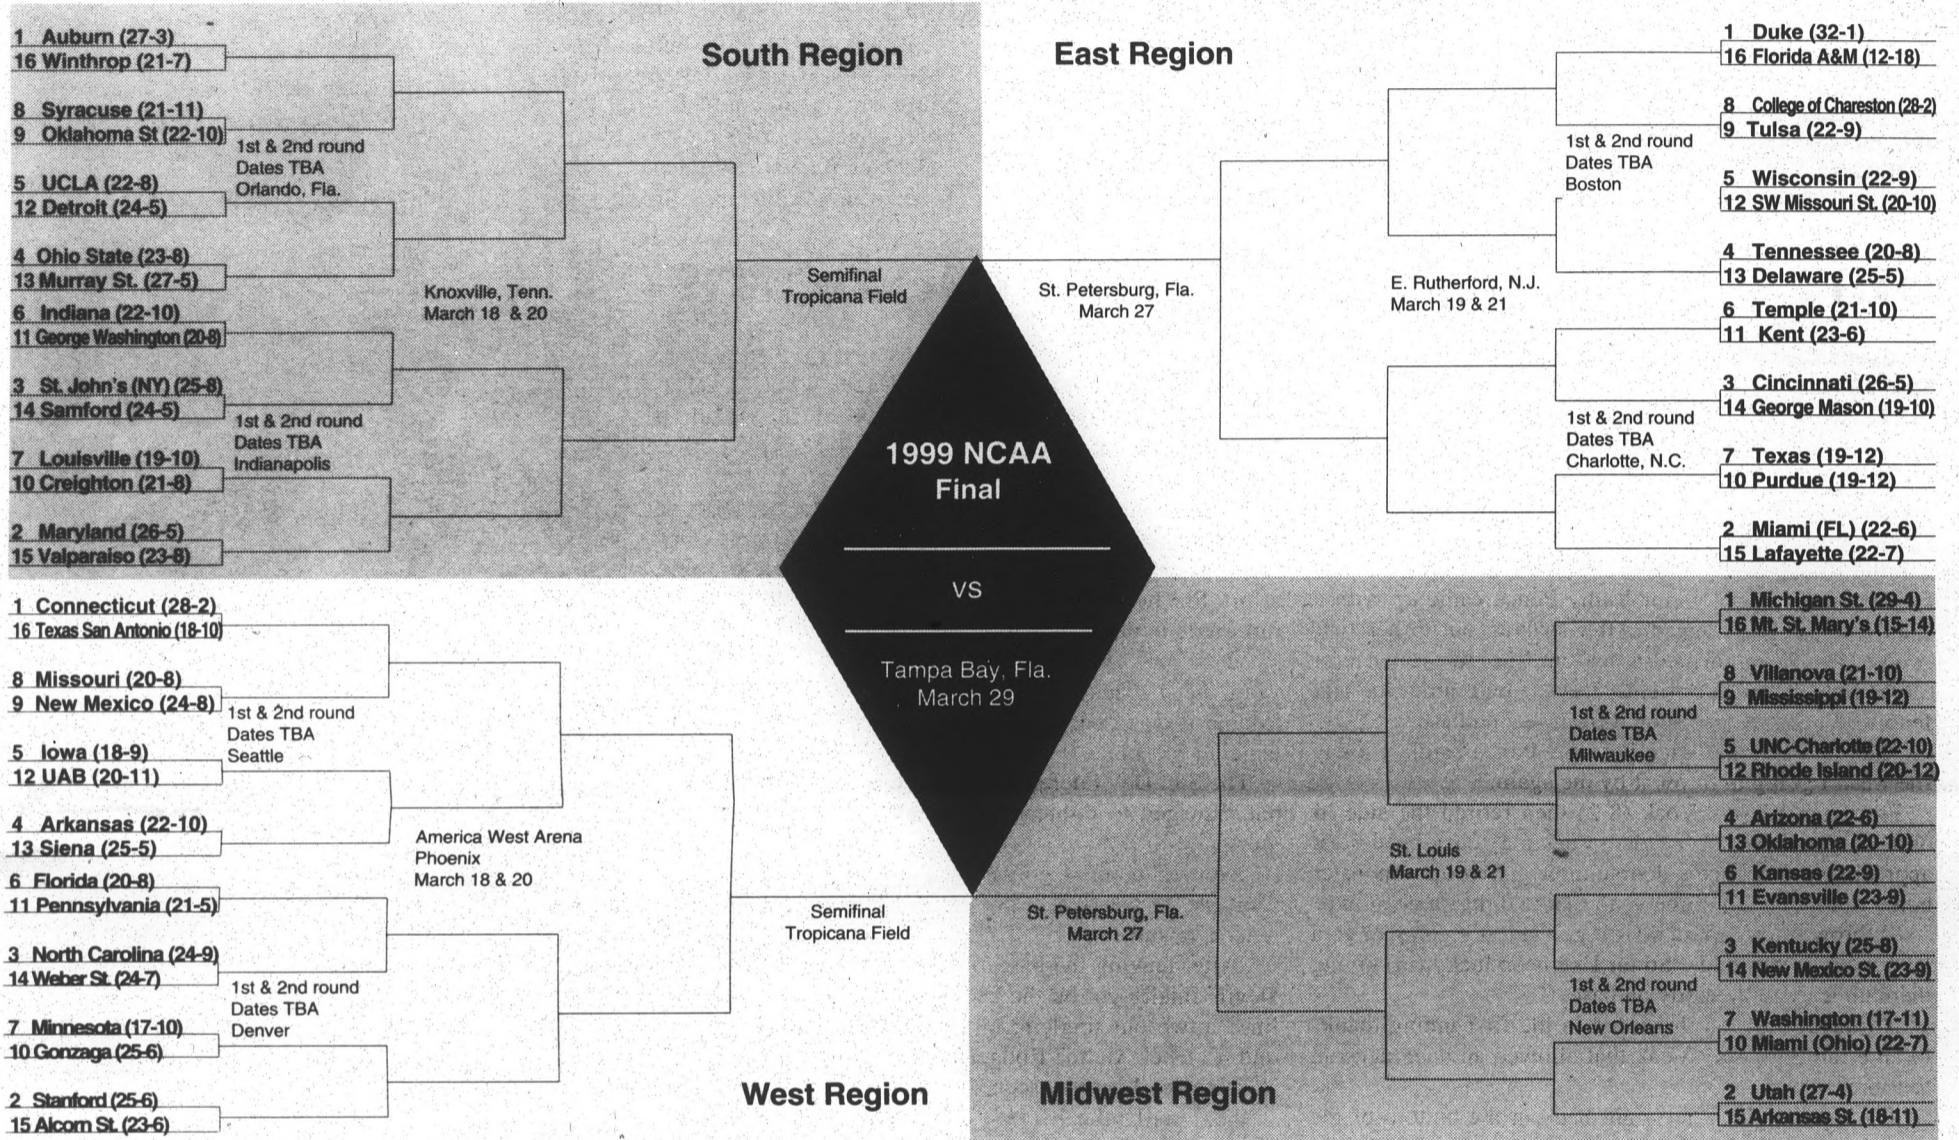 South Region
1 Auburn (27-3)
16 Winthrop (21-7)
8 Syracuse (21-11)
9 Oklahoma St (22-10)
1st & 2nd round
Dates TBA
Orlando, Fla.
5 UCLA (22-8)
12 Detroit (24-5)
4 Ohio State (23-8)
13 Murray St. (27-5)
Knoxville, Tenn.
March 18 & 20
6 Indiana (22-10)
11 George Washington (20-8)
3 St. John's (NY) (25-8)
14 Samford (24-5)
1st & 2nd round
Dates TBA
Indianapolis
7 Louisville (19-10)
10 Creighton (21-8)
2 Maryland (26-5)
15 Valparaiso (23-8)
Semifinal
Tropicana Field
East Region
1 Duke (32-1)
16 Florida A&M (12-18)
8 College of Chareston (28-2)
9 Tulsa (22-9)
1st & 2nd round
Dates TBA
Boston
5 Wisconsin (22-9)
12 SW Missouri St. (20-10)
4 Tennessee (20-8)
13 Delaware (25-5)
St. Petersburg, Fla.
March 27
E. Rutherford, N.J.
March 19 & 21
6 Temple (21-10)
11 Kent (23-6)
3 Cincinnati (26-5)
14 George Mason (19-10)
1st & 2nd round
Dates TBA
Charlotte, N.C.
7 Texas (19-12)
10 Purdue (19-12)
2 Miami (FL) (22-6)
15 Lafayette (22-7)
1999 NCAA
Final
VS
Tampa Bay, Fla.
March 29
1 Connecticut (28-2)
16 Texas San Antonio (18-10)
8 Missouri (20-8)
9 New Mexico (24-8)
1st & 2nd round
Dates TBA
Seattle
5 Iowa (18-9)
12 UAB (20-11)
4 Arkansas (22-10)
13 Siena (25-5)
America West Arena
Phoenix
March 18 & 20
6 Florida (20-8)
11 Pennsylvania (21-5)
Semifinal
Tropicana Field
3 North Carolina (24-9)
14 Weber St. (24-7)
1st & 2nd round
Dates TBA
Denver
7 Minnesota (17-10)
10 Gonzaga (25-6)
2 Stanford (25-6)
15 Alcorn St. (23-6)
West Region
1 Michigan St. (29-4)
16 Mt. St. Mary's (15-14)
8 Villanova (21-10)
9 Mississippi (19-12)
1st & 2nd round
Dates TBA
Milwaukee
5 UNC-Charlotte (22-10)
12 Rhode Island (20-12)
4 Arizona (22-6)
13 Oklahoma (20-10)
St. Louis
March 19 & 21
6 Kansas (22-9)
11 Evansville (23-9)
St. Petersburg, Fla.
March 27
3 Kentucky (25-8)
14 New Mexico St. (23-9)
1st & 2nd round
Dates TBA
New Orleans
7 Washington (17-11)
10 Miami (Ohio) (22-7)
2 Utah (27-4)
15 Arkansas St. (18-11)
Midwest Region